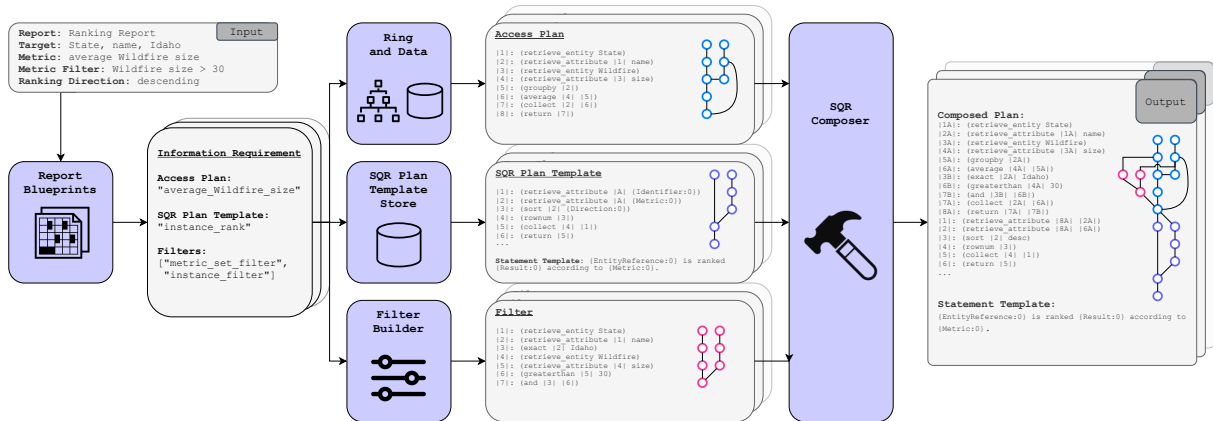 Report: Ranking Report
Target: State, name, Idaho
Metric: average Wildfire size
Metric Filter: Wildfire size > 30
Ranking Direction: descending
Input
Report
Blueprints
Information Requirement
Access Plan:
"average_Wildfire_size"
SQR Plan Template:
"instance_rank"
Filters:
["metric_set_filter",
"instance_filter"]
Ring
and Data
SQR Plan
Template
Store
Filter
Builder
Access Plan
|1|: (retrieve_entity State)
|2|: (retrieve_attribute |1| name)
|3|: (retrieve_entity Wildfire)
|4|: (retrieve_attribute |3| size)
|5|: (groupby |2|)
|6|: (average |4| |5|)
|7|: (collect |2| |6|)
|8|: (return |7|)
SQR Plan Template
|1|: (retrieve_attribute |A| {Identifier:0})
|2|: (retrieve_attribute |A| {Metric:0})
|3|: (sort |2| {Direction:0})
|4|: (rownum |3|)
|5|: (collect |4| |1|)
|6|: (return |5|)
...
Statement Template: {EntityReference:0} is ranked
{Result:0} according to {Metric:0}.
Filter
|1|: (retrieve_entity State)
|2|: (retrieve_attribute |1| name)
|3|: (exact |2| Idaho)
|4|: (retrieve_entity Wildfire)
|5|: (retrieve_attribute |4| size)
|6|: (greaterthan |5| 30)
|7|: (and |3| |6|)
SQR
Composer
Output
Composed Plan:
|1A|: (retrieve_entity State)
|2A|: (retrieve_attribute |1A| name)
|3A|: (retrieve_entity Wildfire)
|4A|: (retrieve_attribute |3A| size)
|5A|: (groupby |2A|)
|6A|: (average |4A| |5A|)
|3B|: (exact |2A| Idaho)
|6B|: (greaterthan |4A| 30)
|7B|: (and |3B| |6B|)
|7A|: (collect |2A| |6A|)
|8A|: (return |7A| |7B|)
|1|: (retrieve_attribute |8A| |2A|)
|2|: (retrieve_attribute |8A| |6A|)
|3|: (sort |2| desc)
|4|: (rownum |3|)
|5|: (collect |4| |1|)
|6|: (return |5|)
...
Statement Template:
{EntityReference:0} is ranked {Result:0} according to
{Metric:0}.